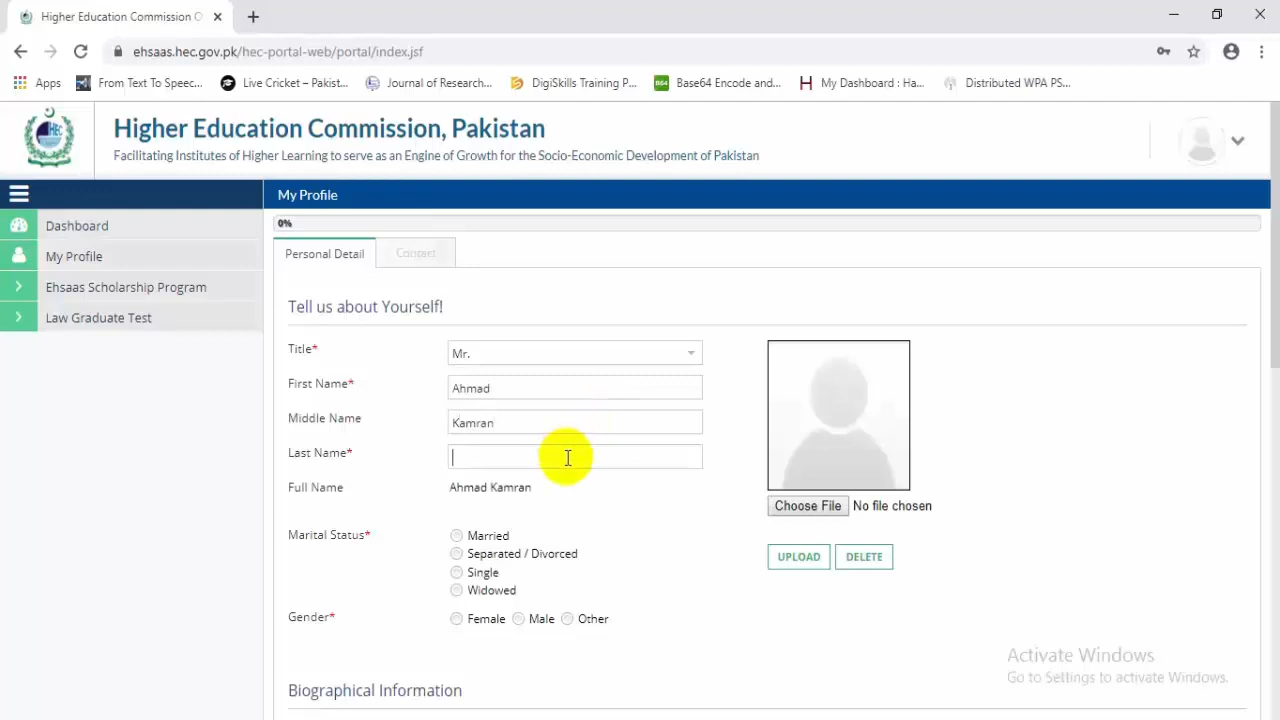 Higher Education Commission O
ehsaas.hec.gov.pk/hec-portal-web/portal/index.jsf
Apps From Text To Speec... Live Cricket – Pakist... Journal of Research... DigiSkills Training P... Base64 Encode and... My Dashboard : Ha... Distributed WPA PS...
HEC
Higher Education Commission, Pakistan
Facilitating Institutes of Higher Learning to serve as an Engine of Growth for the Socio-Economic Development of Pakistan
My Profile
Dashboard
My Profile
Ehsaas Scholarship Program
Law Graduate Test
0%
Personal Detail Contact
Tell us about Yourself!
Title* Mr.
First Name* Ahmad
Middle Name Kamran
Last Name*
Full Name Ahmad Kamran
Choose File No file chosen
UPLOAD DELETE
Marital Status* Married
Separated / Divorced
Single
Widowed
Gender* Female Male Other
Biographical Information
Activate Windows
Go to Settings to activate Windows.